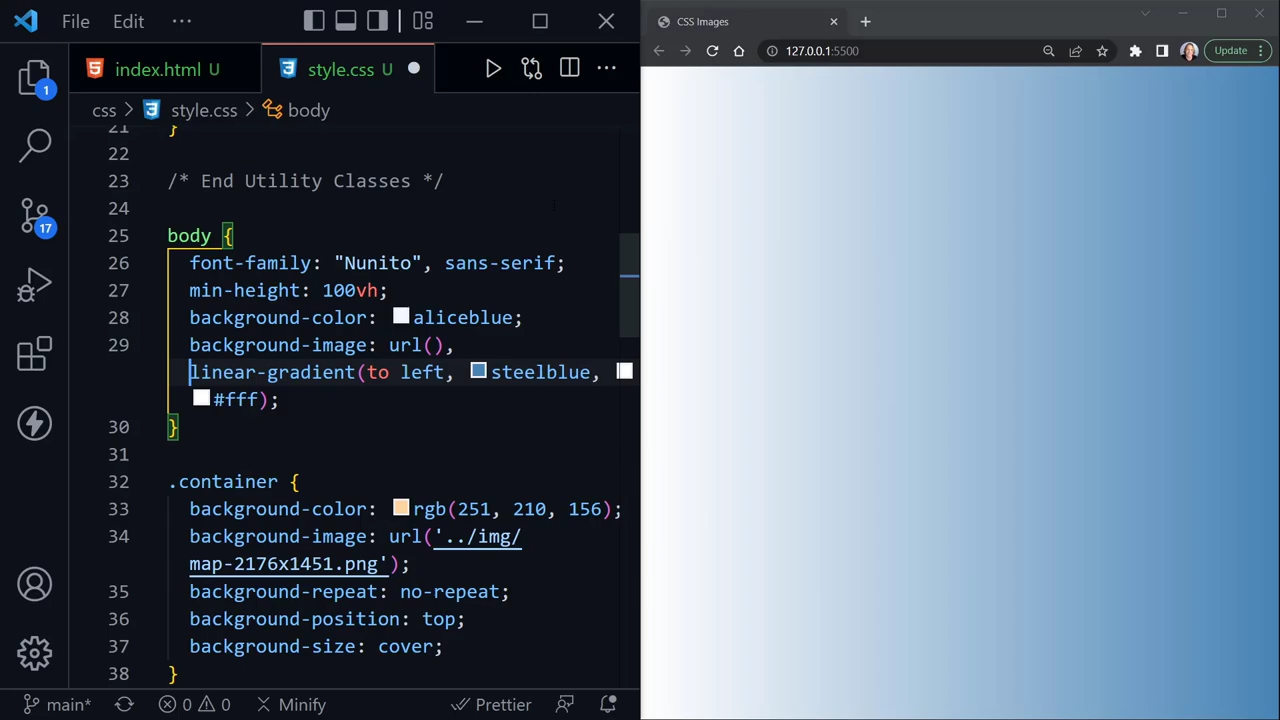 File Edit ···
index.html U
style.css U
css > style.css > body
21 }
22
23 /* End Utility Classes */
24
25 body {
26 font-family: "Nunito", sans-serif;
27 min-height: 100vh;
28 background-color: aliceblue;
29 background-image: url(),
linear-gradient(to left, steelblue,
#fff);
30 }
31
32 .container {
33 background-color: rgb(251, 210, 156);
34 background-image: url('../img/
map-2176x1451.png');
35 background-repeat: no-repeat;
36 background-position: top;
37 background-size: cover;
38 }
1
17
main* 0 0 Minify Prettier
CSS Images
127.0.0.1:5500
Update